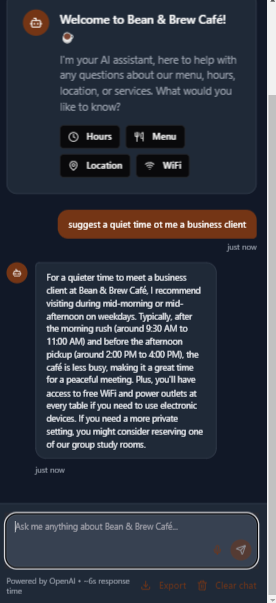 Welcome to Bean & Brew Café!
☕
I'm your AI assistant, here to help with
any questions about our menu, hours,
location, or services. What would you
like to know?
Hours
Menu
Location
WiFi
suggest a quiet time ot me a business client
just now
For a quieter time to meet a business
client at Bean & Brew Café, I recommend
visiting during mid-morning or mid-
afternoon on weekdays. Typically, after
the morning rush (around 9:30 AM to
11:00 AM) and before the afternoon
pickup (around 2:00 PM to 4:00 PM), the
café is less busy, making it a great time
for a peaceful meeting. Plus, you'll have
access to free WiFi and power outlets at
every table if you need to use electronic
devices. If you need a more private
setting, you might consider reserving one
of our group study rooms.
just now
Ask me anything about Bean & Brew Café...
Powered by OpenAI • ~6s response
time
Export
Clear chat